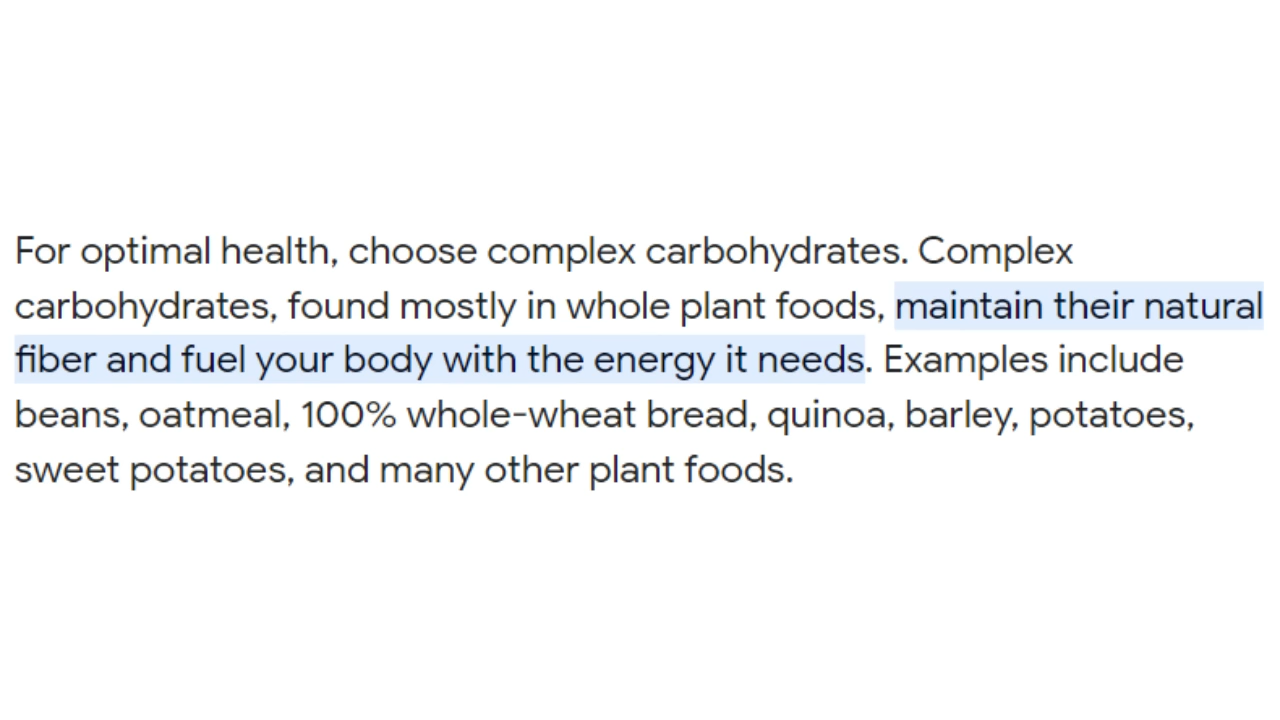 For optimal health, choose complex carbohydrates. Complex
carbohydrates, found mostly in whole plant foods, maintain their natural
fiber and fuel your body with the energy it needs. Examples include
beans, oatmeal, 100% whole-wheat bread, quinoa, barley, potatoes,
sweet potatoes, and many other plant foods.